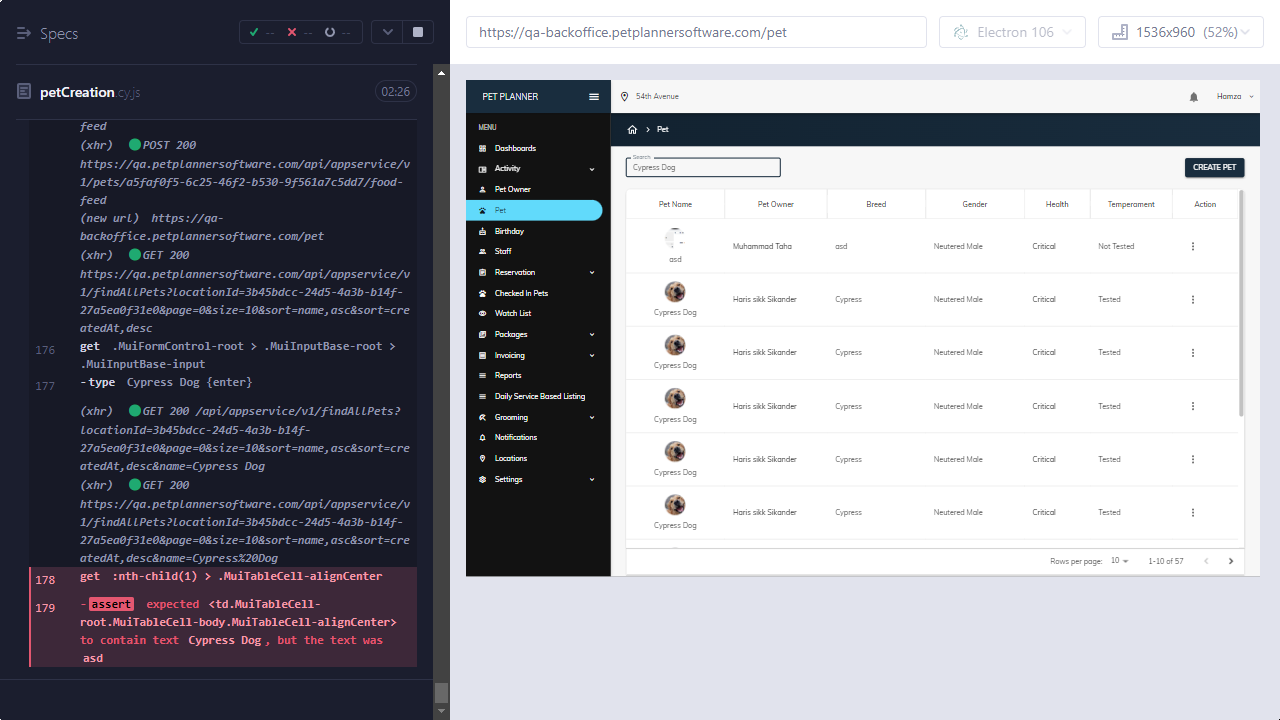 Specs
--
--
--
https://qa-backoffice.petplannersoftware.com/pet
Electron 106
1536x960 (52%)
petCreation.cy.js
02:26
feed
(xhr) POST 200
https://qa.petplannersoftware.com/api/appservice/v
1/pets/a5faf0f5-6c25-46f2-b530-9f561a7c5dd7/food-
feed
(new url) https://qa-
backoffice.petplannersoftware.com/pet
(xhr) GET 200
https://qa.petplannersoftware.com/api/appservice/v
1/findAllPets?locationId=3b45bdcc-24d5-4a3b-b14f-
27a5ea0f31e0&page=0&size=10&sort=name,asc&sort=cre
atedAt,desc
176 get .MuiFormControl-root > .MuiInputBase-root >
.MuiInputBase-input
177 -type Cypress Dog {enter}
(xhr) GET 200 /api/appservice/v1/findAllPets?
locationId=3b45bdcc-24d5-4a3b-b14f-
27a5ea0f31e0&page=0&size=10&sort=name,asc&sort=cre
atedAt,desc&name=Cypress Dog
(xhr) GET 200
https://qa.petplannersoftware.com/api/appservice/v
1/findAllPets?locationId=3b45bdcc-24d5-4a3b-b14f-
27a5ea0f31e0&page=0&size=10&sort=name,asc&sort=cre
atedAt,desc&name=Cypress%20Dog
178 get :nth-child(1) > .MuiTableCell-alignCenter
179 -assert expected <td.MuiTableCell-
root.MuiTableCell-body.MuiTableCell-alignCenter>
to contain text Cypress Dog, but the text was
asd
PET PLANNER
MENU
Dashboards
Activity
Pet Owner
Pet
Birthday
Staff
Reservation
Checked In Pets
Watch List
Packages
Invoicing
Reports
Daily Service Based Listing
Grooming
Notifications
Locations
Settings
54th Avenue
Hamza
Pet
Search
Cypress Dog
CREATE PET
Pet Name Pet Owner Breed Gender Health Temperament Action
asd Muhammad Taha asd Neutered Male Critical Not Tested
Cypress Dog Haris sikk Sikander Cypress Neutered Male Critical Tested
Cypress Dog Haris sikk Sikander Cypress Neutered Male Critical Tested
Cypress Dog Haris sikk Sikander Cypress Neutered Male Critical Tested
Cypress Dog Haris sikk Sikander Cypress Neutered Male Critical Tested
Cypress Dog Haris sikk Sikander Cypress Neutered Male Critical Tested
Rows per page: 10 1-10 of 57